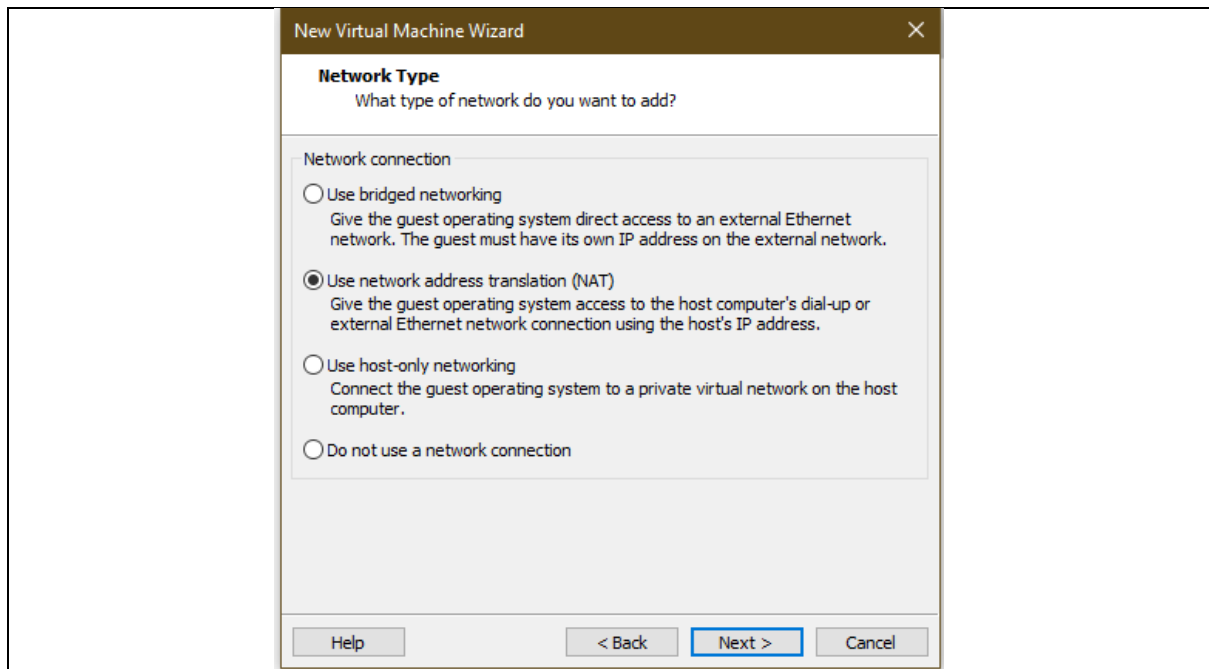 New Virtual Machine Wizard
Network Type
What type of network do you want to add?
Network connection
Use bridged networking
Give the guest operating system direct access to an external Ethernet
network. The guest must have its own IP address on the external network.
Use network address translation (NAT)
Give the guest operating system access to the host computer's dial-up or
external Ethernet network connection using the host's IP address.
Use host-only networking
Connect the guest operating system to a private virtual network on the host
computer.
Do not use a network connection
Help < Back Next > Cancel